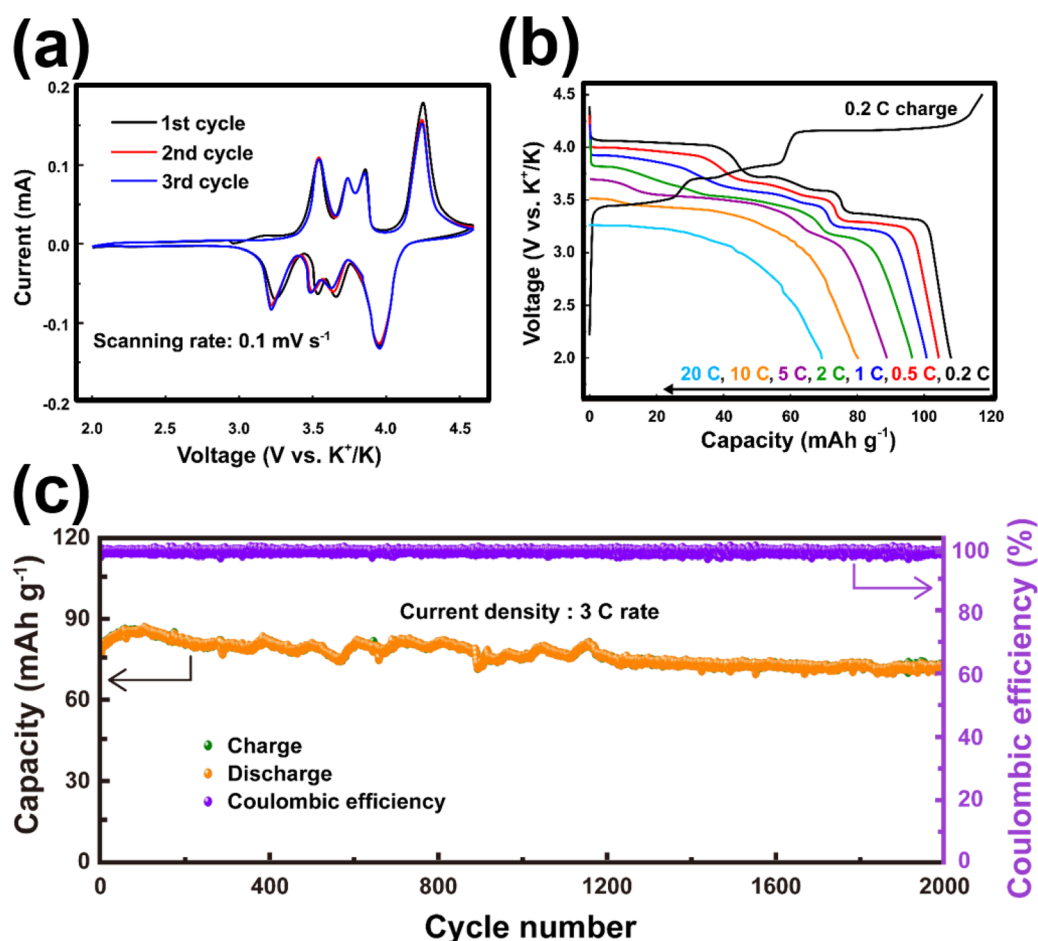 (a)
0.2
0.1
0.0
-0.1
-0.2
Current (mA)
1st cycle
2nd cycle
3rd cycle
Scanning rate: 0.1 mV s⁻¹
2.0 2.5 3.0 3.5 4.0 4.5
Voltage (V vs. K⁺/K)
(b)
4.5
4.0
3.5
3.0
2.5
2.0
Voltage (V vs. K⁺/K)
0.2 C charge
20 C, 10 C, 5 C, 2 C, 1 C, 0.5 C, 0.2 C
0 20 40 60 80 100 120
Capacity (mAh g⁻¹)
(c)
120
90
60
30
0
Capacity (mAh g⁻¹)
Current density : 3 C rate
Charge
Discharge
Coulombic efficiency
100
80
60
40
20
0
Coulombic efficiency (%)
0 400 800 1200 1600 2000
Cycle number